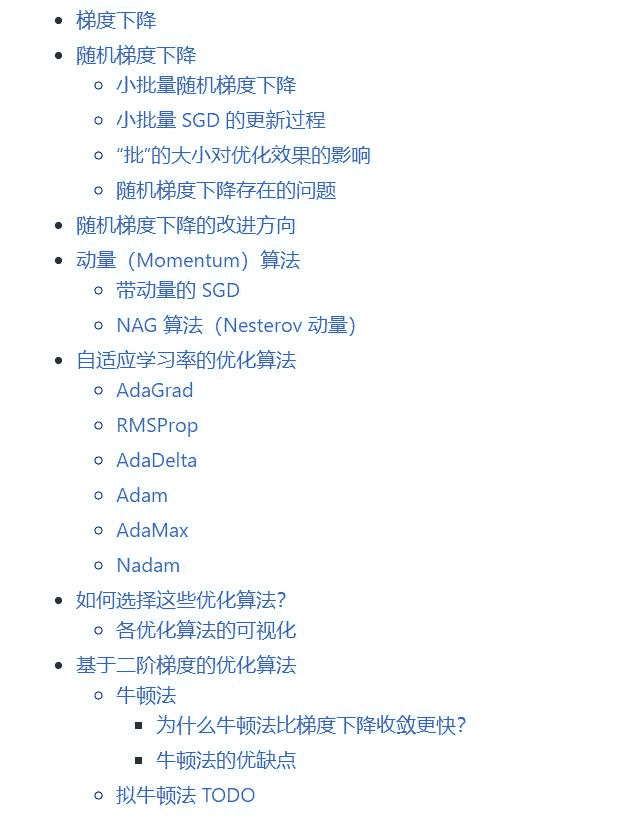 梯度下降
随机梯度下降
小批量随机梯度下降
小批量 SGD 的更新过程
“批”的大小对优化效果的影响
随机梯度下降存在的问题
随机梯度下降的改进方向
动量（Momentum）算法
带动量的 SGD
NAG 算法（Nesterov 动量）
自适应学习率的优化算法
AdaGrad
RMSProp
AdaDelta
Adam
AdaMax
Nadam
如何选择这些优化算法？
各优化算法的可视化
基于二阶梯度的优化算法
牛顿法
为什么牛顿法比梯度下降收敛更快？
牛顿法的优缺点
拟牛顿法 TODO